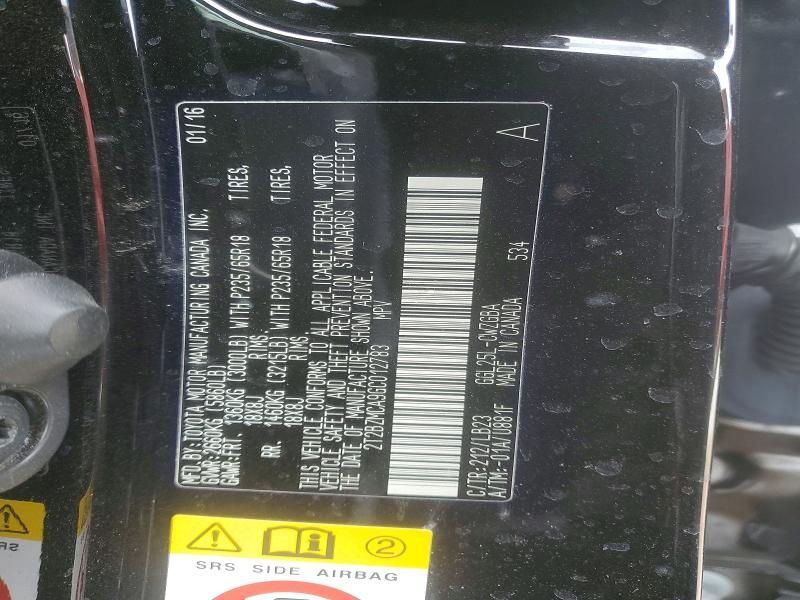 MFD. BY: TOYOTA MOTOR MANUFACTURING CANADA INC. 01/16
GVWR: 2660KG (5860LB)
GAWR: FRT. 1360KG (3000LB) WITH P235/65R18 TIRES,
18X8J RIMS.
RR. 1460KG (3215LB) WITH P235/65R18 TIRES,
18X8J RIMS.
THIS VEHICLE CONFORMS TO ALL APPLICABLE FEDERAL MOTOR
VEHICLE SAFETY AND THEFT PREVENTION STANDARDS IN EFFECT ON
THE DATE OF MANUFACTURE SHOWN ABOVE.
2T2BZMCA9GC012783 MPV
C/TR: 212/LB23 GGL25L-CWZGBA A
A/TM: -01A/U881F MADE IN CANADA 534
SRS SIDE AIRBAG
2
SRS